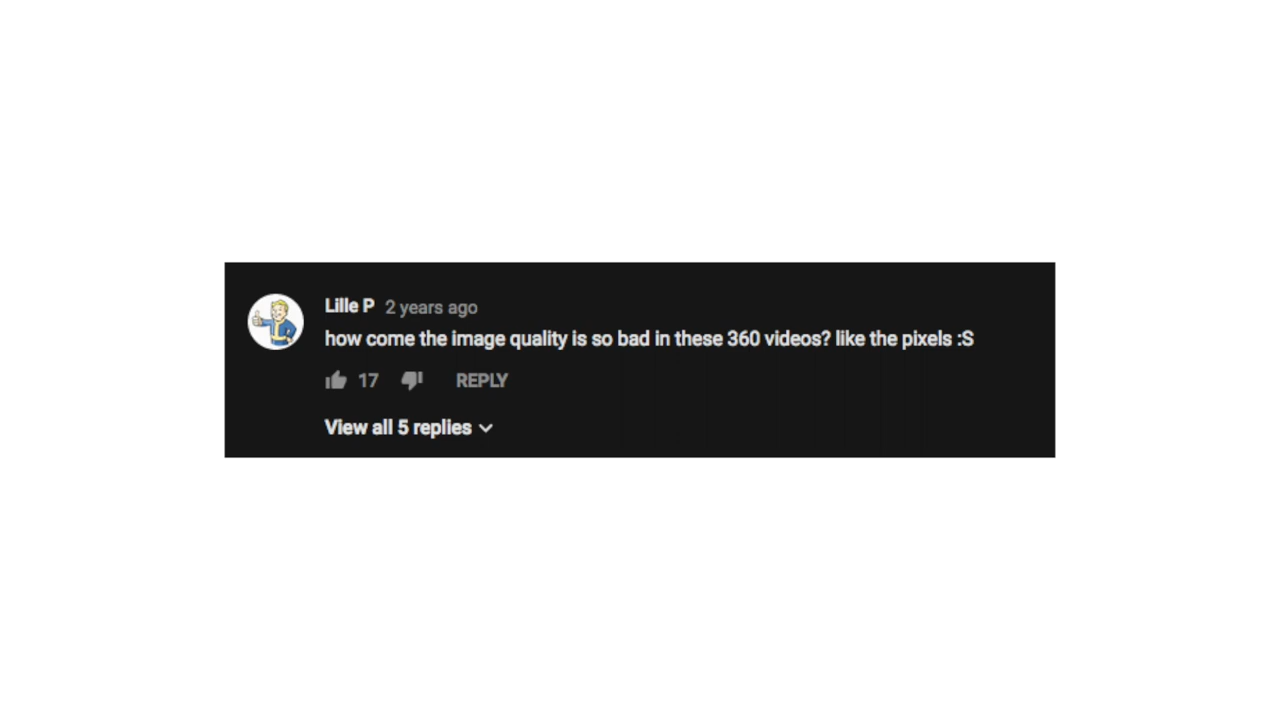 Lille P 2 years ago
how come the image quality is so bad in these 360 videos? like the pixels :S
17 REPLY
View all 5 replies